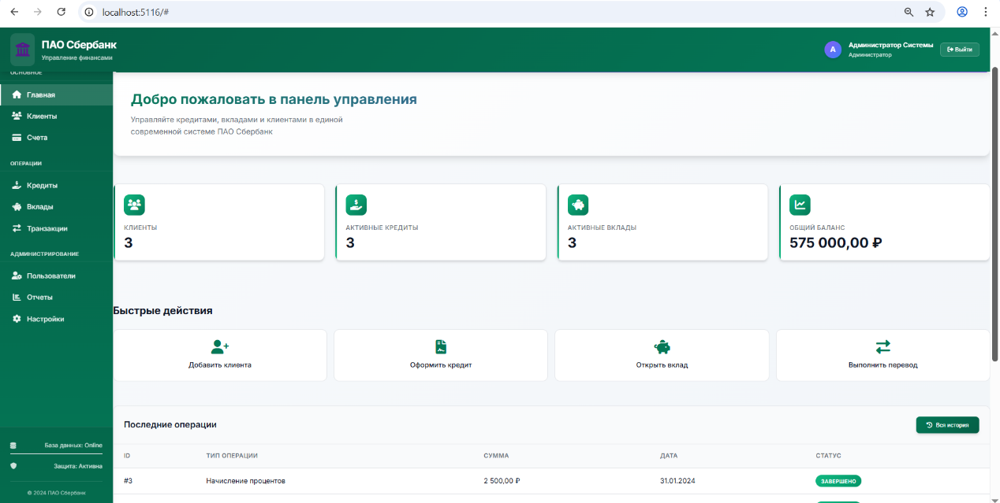 localhost:5116/#
ПАО Сбербанк
Управление финансами
А
Администратор Системы
Администратор
Выйти
ОСНОВНОЕ
Главная
Клиенты
Счета
ОПЕРАЦИИ
Кредиты
Вклады
Транзакции
АДМИНИСТРИРОВАНИЕ
Пользователи
Отчеты
Настройки
База данных: Online
Защита: Активна
© 2024 ПАО Сбербанк
Добро пожаловать в панель управления
Управляйте кредитами, вкладами и клиентами в единой
современной системе ПАО Сбербанк
КЛИЕНТЫ
3
АКТИВНЫЕ КРЕДИТЫ
3
АКТИВНЫЕ ВКЛАДЫ
3
ОБЩИЙ БАЛАНС
575 000,00 ₽
Быстрые действия
Добавить клиента
Оформить кредит
Открыть вклад
Выполнить перевод
Последние операции
Вся история
ID ТИП ОПЕРАЦИИ СУММА ДАТА СТАТУС
#3 Начисление процентов 2 500,00 ₽ 31.01.2024 ЗАВЕРШЕНО